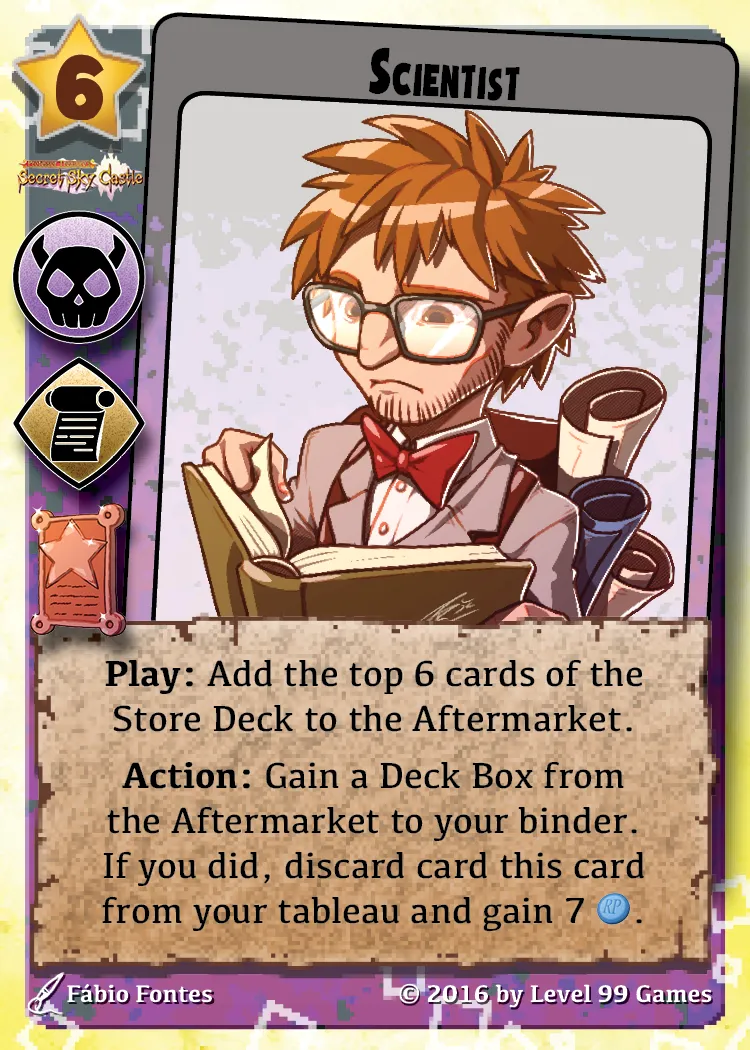 6
Scientist
Secret Sky Castle
Play: Add the top 6 cards of the
Store Deck to the Aftermarket.
Action: Gain a Deck Box from
the Aftermarket to your binder.
If you did, discard card this card
from your tableau and gain 7 RP.
Fábio Fontes
© 2016 by Level 99 Games